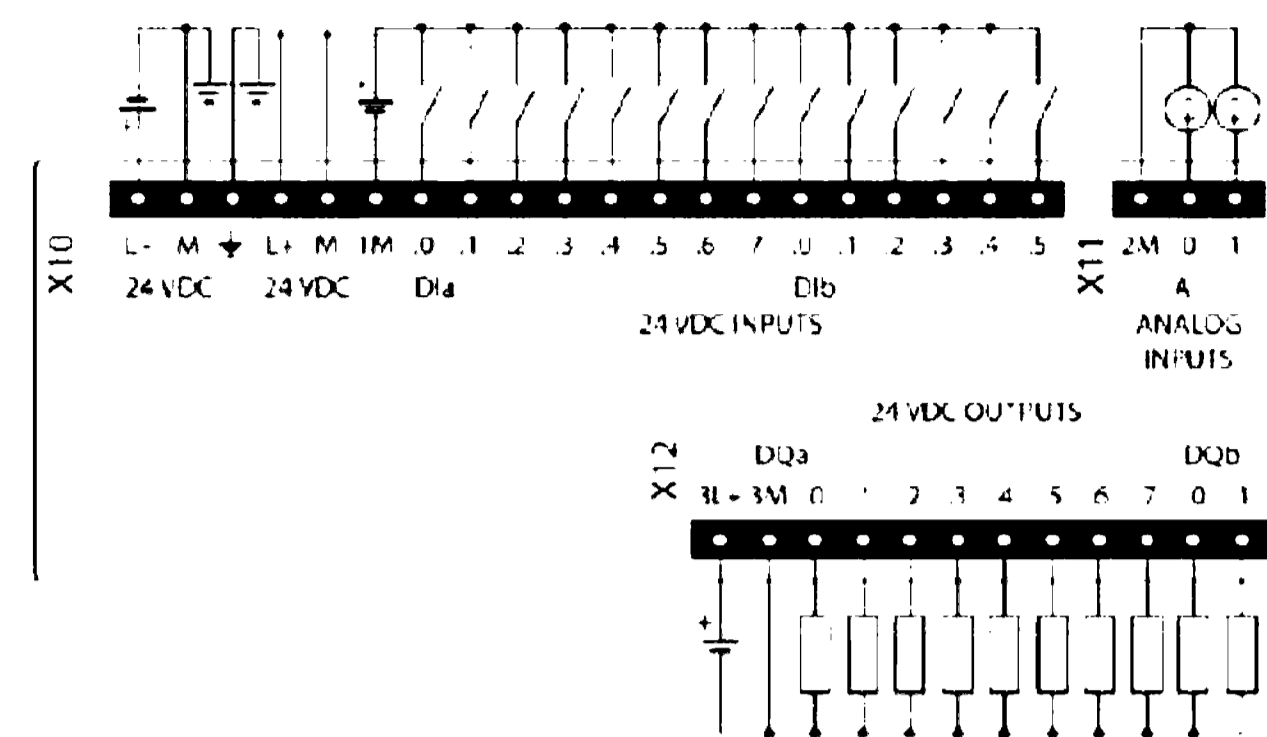 X10
L- M L+ M 1M .0 .1 .2 .3 .4 .5 .6 7 .0 .1 .2 .3 .4 .5
24 VDC 24 VDC DIa DIb
24 VDC INPUTS
X11
2M 0 1
A
ANALOG
INPUTS
24 VDC OUTPUTS
X12
DQa DQb
3L+ 3M 0 2 .3 4 5 6 7 0 1